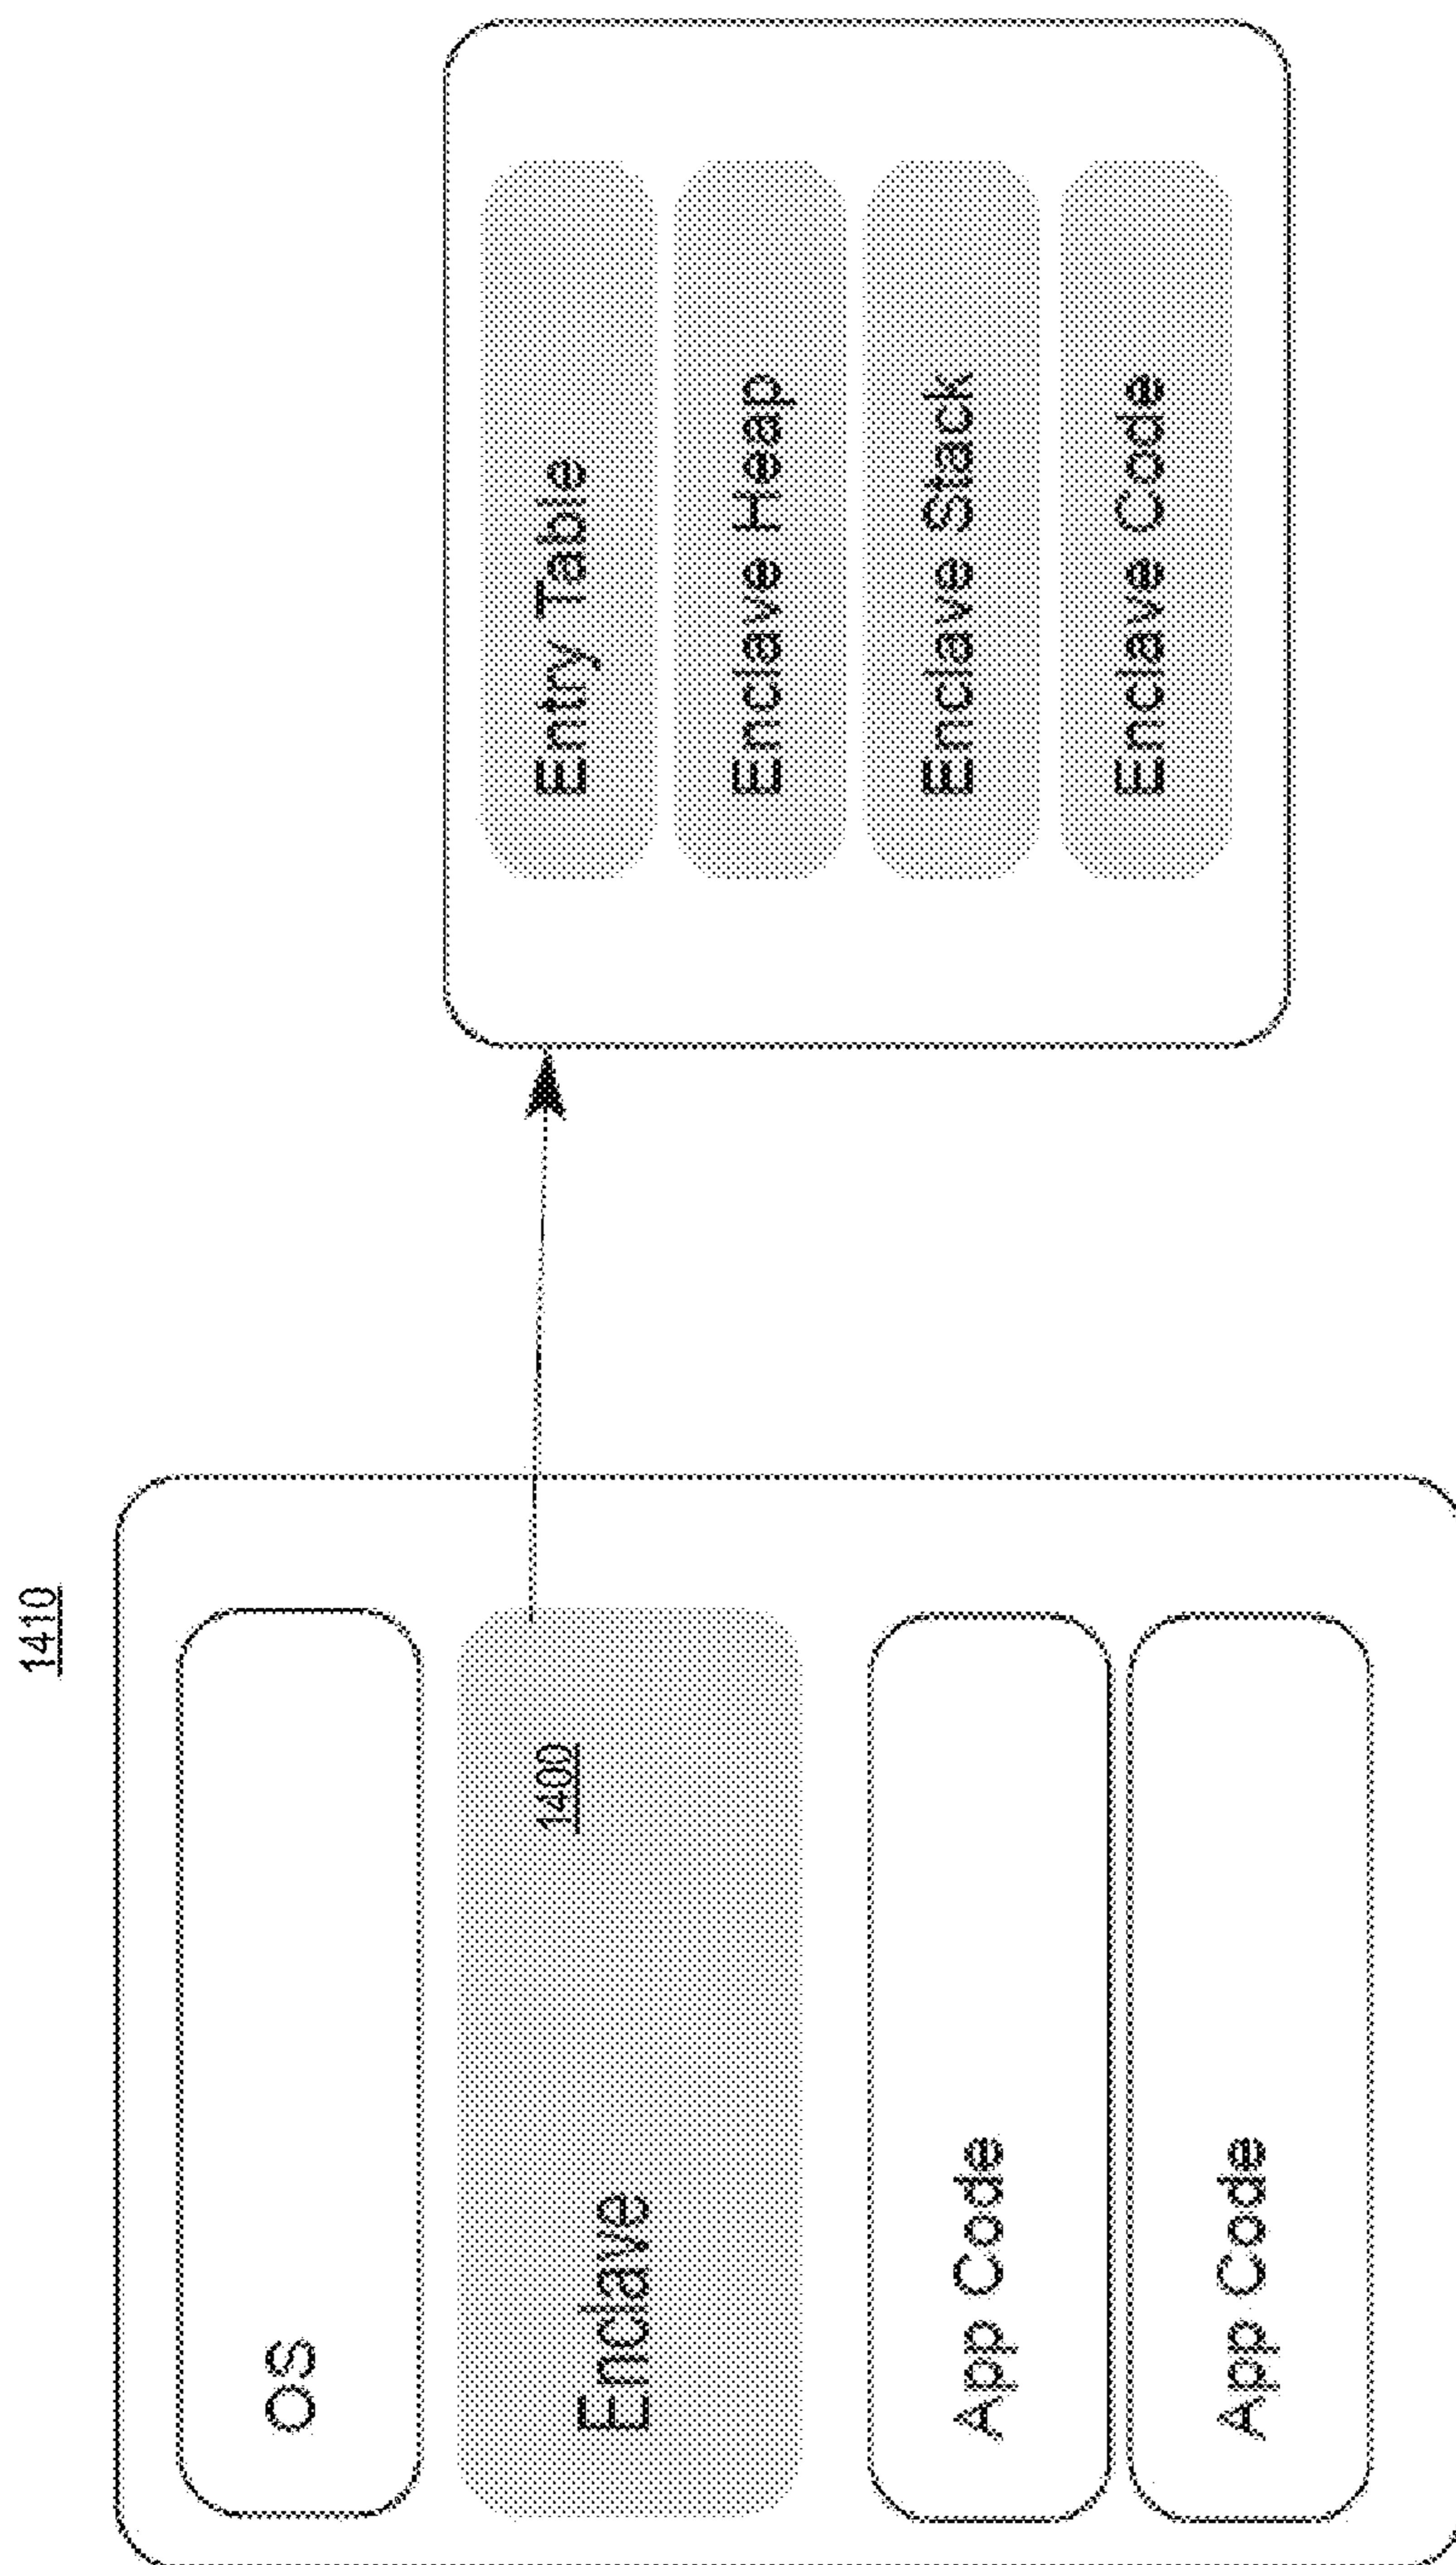 1410
OS
Enclave
1400
App Code
App Code
Entry Table
Enclave Heap
Enclave Stack
Enclave Code